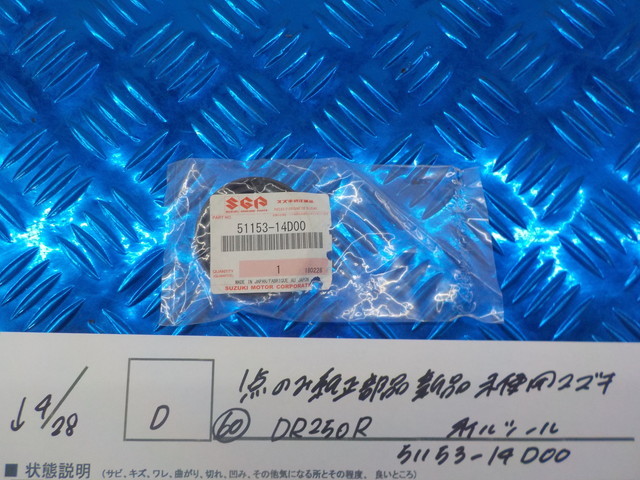 SGP
スズキ純正部品
51153-14D00
1
MADE IN JAPAN/FABRIQUE AU JAPON
SUZUKI MOTOR CORPORATION
↓4/28
D
1点のみ純正部品 新品 未使用 スズキ
60 DR250R オイルシール
51153-14D00
■ 状態説明 (サビ、キズ、ワレ、曲がり、切れ、凹み、その他気になる所とその程度、良いところ)